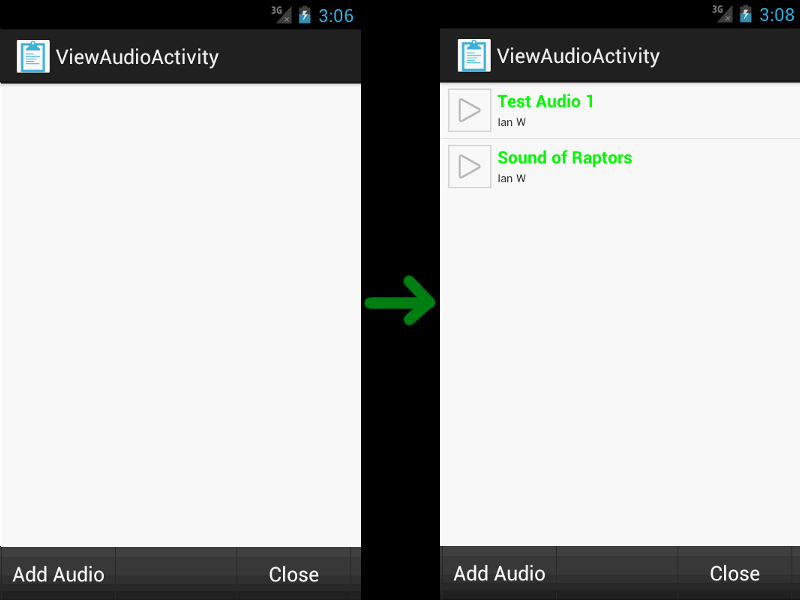 3G 3:06
ViewAudioActivity
Add Audio Close
3G 3:08
ViewAudioActivity
Test Audio 1
Ian W
Sound of Raptors
Ian W
Add Audio Close